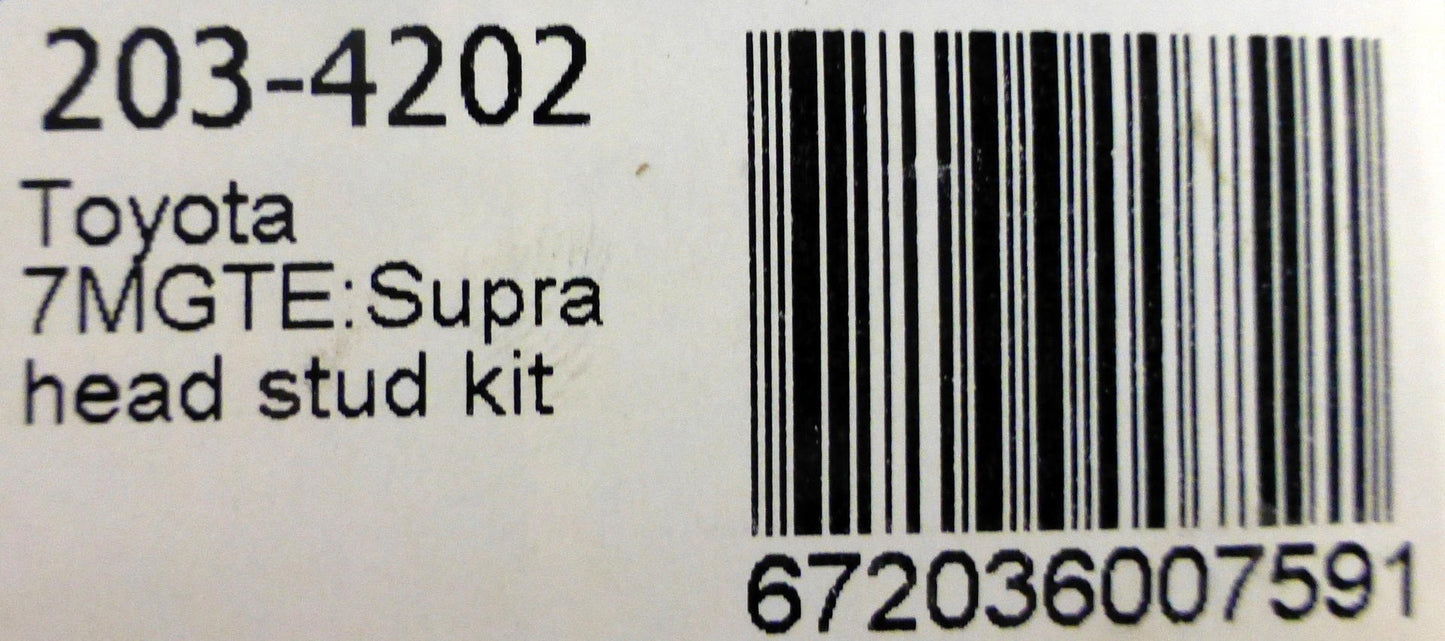 203-4202
Toyota
7MGTE:Supra
head stud kit
672036007591